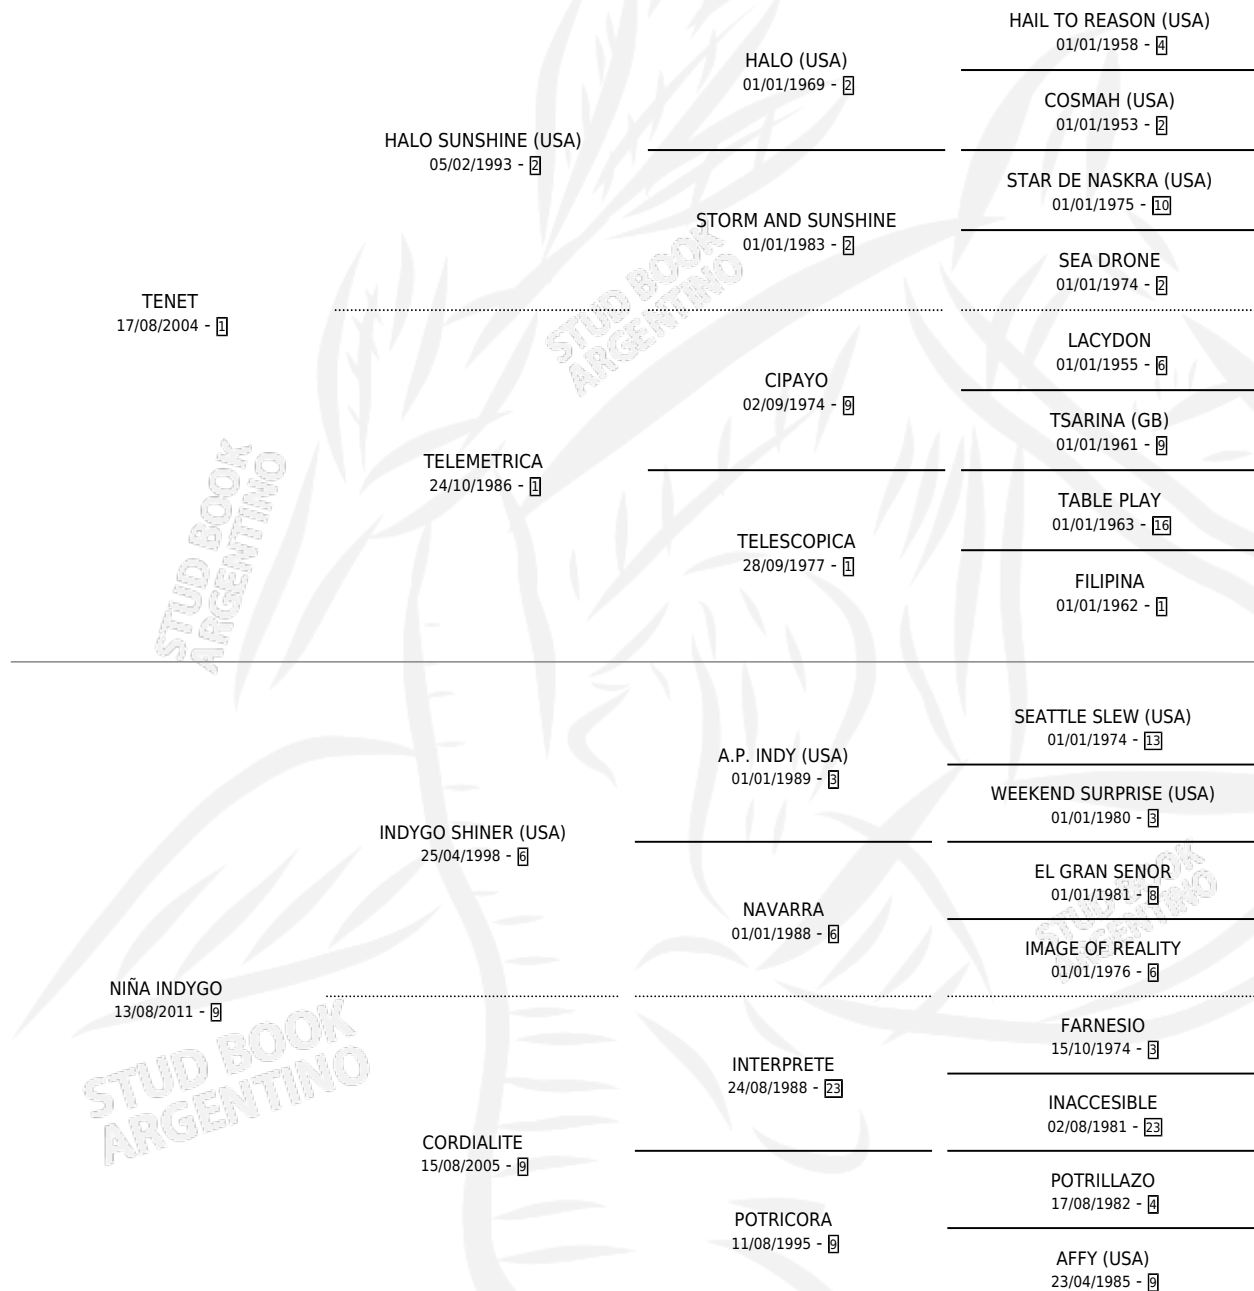 HAIL TO REASON (USA)
01/01/1958 - 4
HALO (USA)
01/01/1969 - 2
COSMAH (USA)
01/01/1953 - 2
HALO SUNSHINE (USA)
05/02/1993 - 2
STAR DE NASKRA (USA)
01/01/1975 - 10
STORM AND SUNSHINE
01/01/1983 - 2
SEA DRONE
01/01/1974 - 2
TENET
17/08/2004 - 1
LACYDON
01/01/1955 - 6
CIPAYO
02/09/1974 - 9
TSARINA (GB)
01/01/1961 - 9
TELEMETRICA
24/10/1986 - 1
TABLE PLAY
01/01/1963 - 16
TELESCOPICA
28/09/1977 - 1
FILIPINA
01/01/1962 - 1
SEATTLE SLEW (USA)
01/01/1974 - 13
A.P. INDY (USA)
01/01/1989 - 3
WEEKEND SURPRISE (USA)
01/01/1980 - 3
INDYGO SHINER (USA)
25/04/1998 - 6
EL GRAN SENOR
01/01/1981 - 8
NAVARRA
01/01/1988 - 6
IMAGE OF REALITY
01/01/1976 - 6
NIÑA INDYGO
13/08/2011 - 9
FARNESIO
15/10/1974 - 3
INTERPRETE
24/08/1988 - 23
INACCESIBLE
02/08/1981 - 23
CORDIALITE
15/08/2005 - 9
POTRILLAZO
17/08/1982 - 4
POTRICORA
11/08/1995 - 9
AFFY (USA)
23/04/1985 - 9
STUD BOOK
ARGENTINO
STUD BOOK
ARGENTINO
STUD BOOK
ARGENTINO
STUD BOOK
ARGENTINO